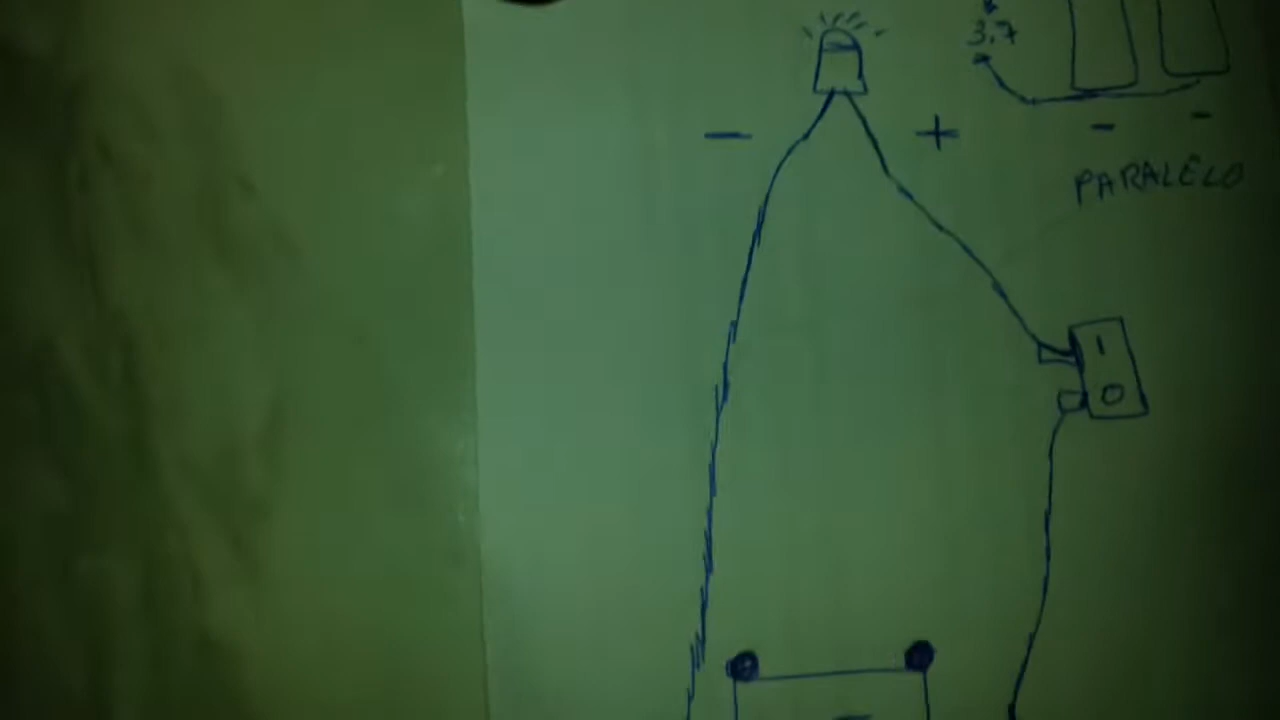 3.7
- +
- -
PARALELO
I
O